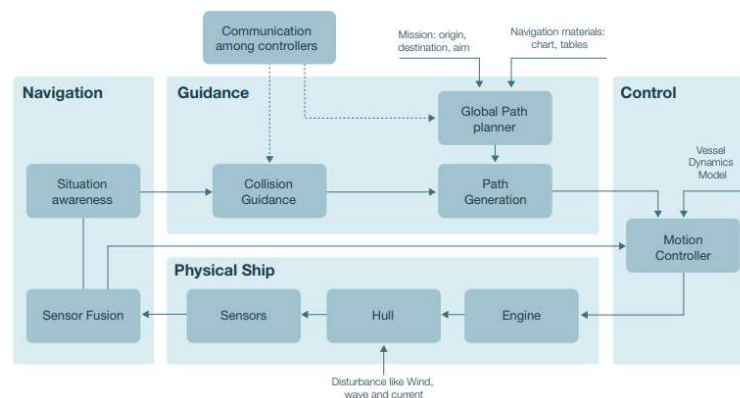 Communication
among controllers
Mission: origin,
destination, aim
Navigation materials:
chart, tables
Navigation
Guidance
Control
Global Path
planner
Vessel
Dynamics
Model
Situation
awareness
Collision
Guidance
Path
Generation
Motion
Controller
Physical Ship
Sensor Fusion
Sensors
Hull
Engine
Disturbance like Wind,
wave and current